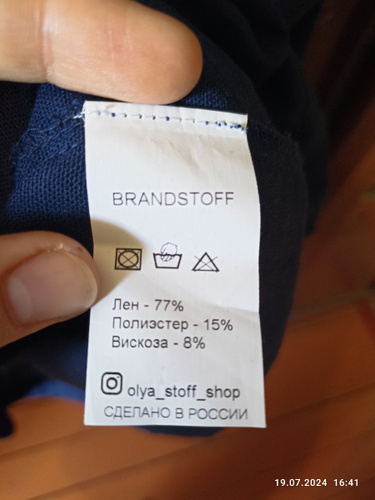 BRANDSTOFF
Лен - 77%
Полиэстер - 15%
Вискоза - 8%
olya_stoff_shop
СДЕЛАНО В РОССИИ
19.07.2024 16:41